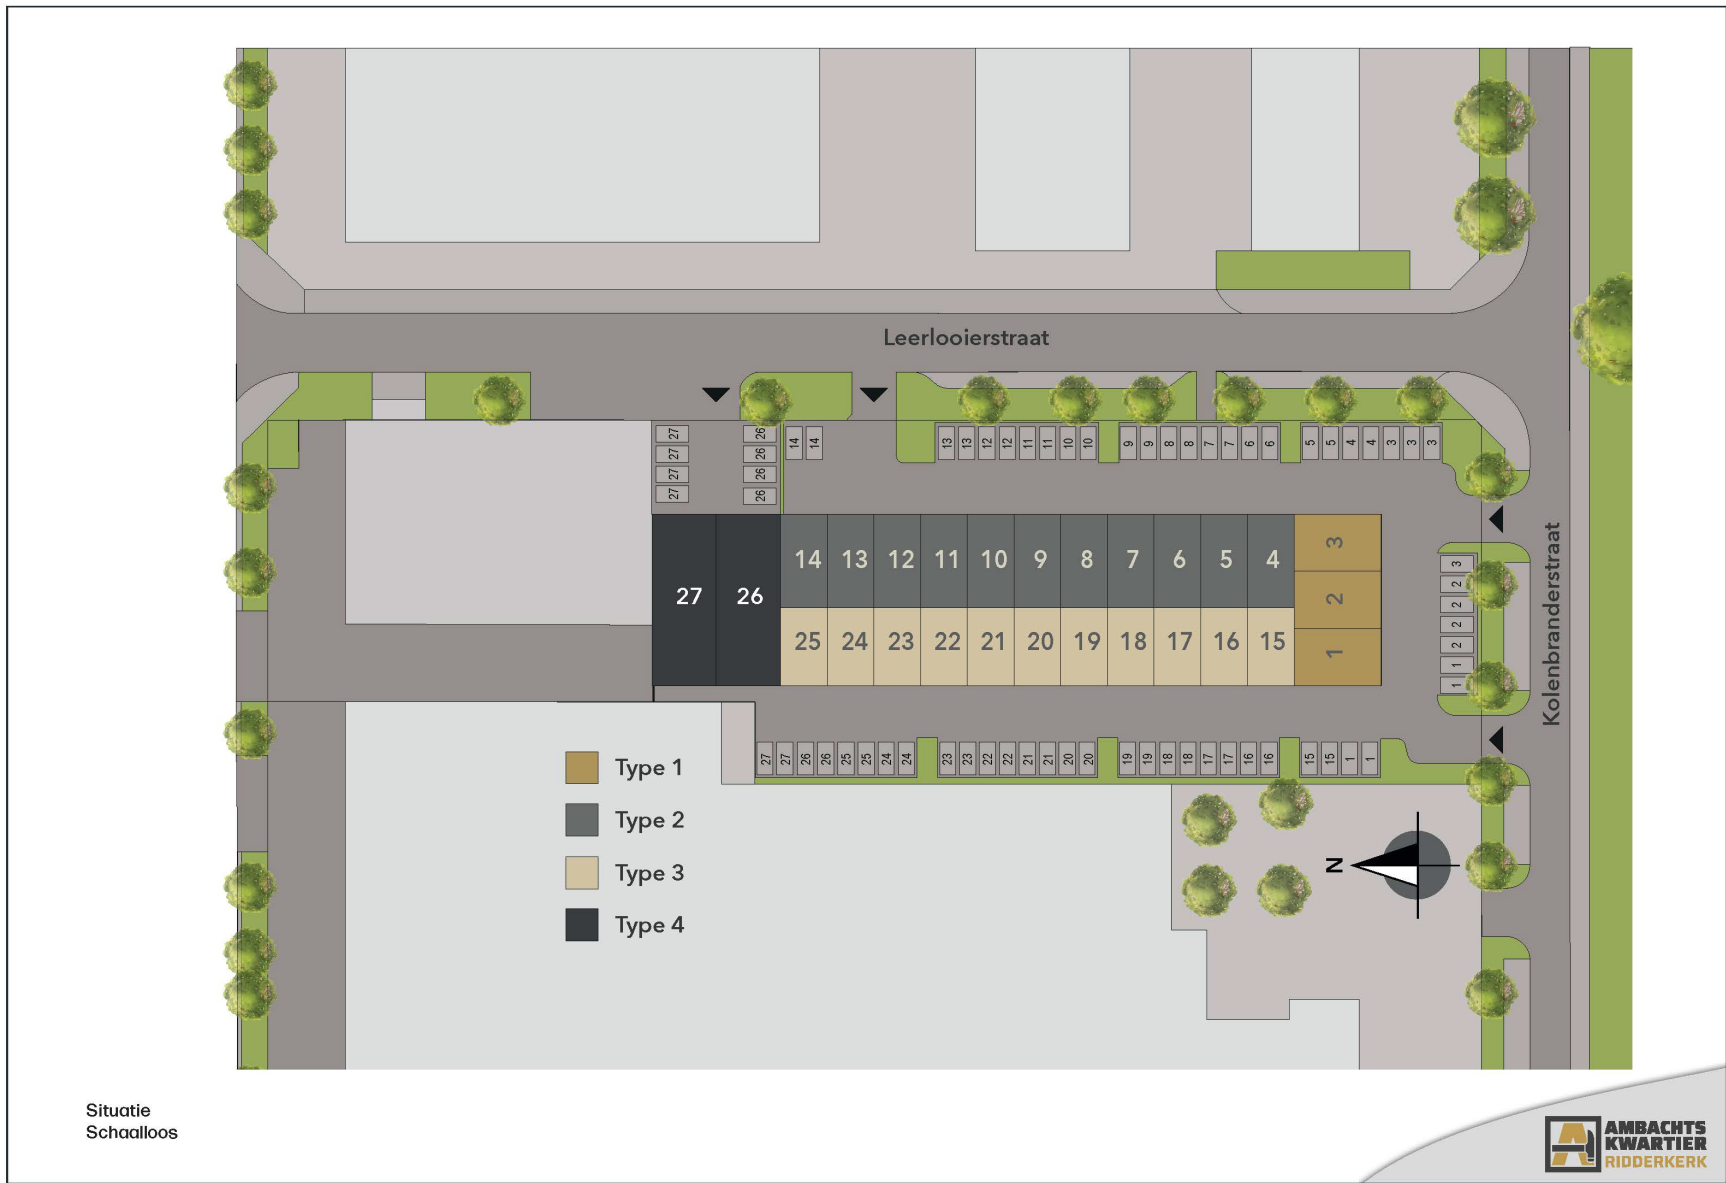 Leerlooierstraat
27 26 14 14 13 13 12 12 11 11 10 10 9 9 8 8 7 7 6 6 5 5 4 4 3 3 3
27 26
27 26
27 26
14 13 12 11 10 9 8 7 6 5 4 3
27 26 2
25 24 23 22 21 20 19 18 17 16 15 1
3
2
2
2
2
1
1
Kolenbranderstraat
27 27 26 26 25 25 24 24 23 23 22 22 21 21 20 20 19 19 18 18 17 17 16 16 15 15 1 1
Type 1
Type 2
Type 3
Type 4
N
Situatie
Schaalloos
AMBACHTS
KWARTIER
RIDDERKERK